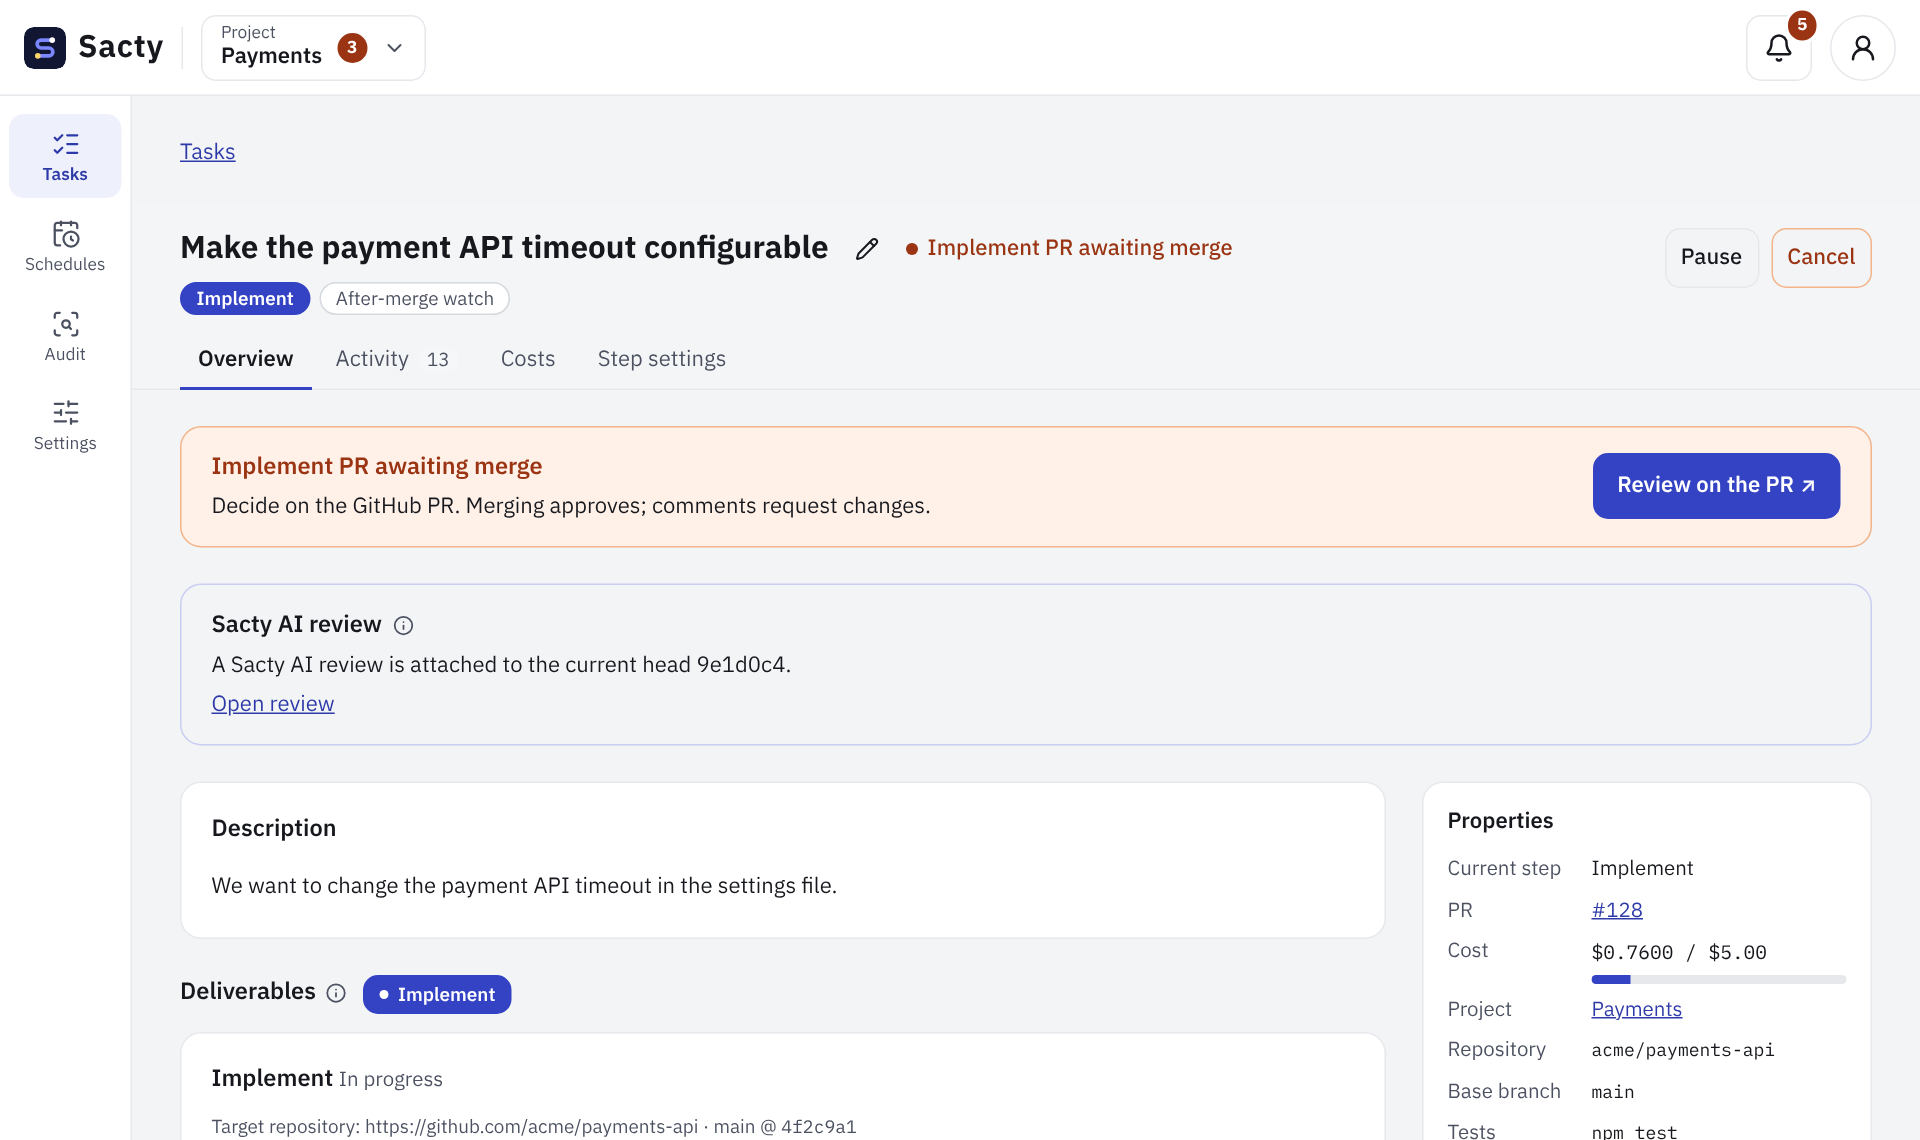 Sacty
Project
Payments 3
5
Tasks
Schedules
Audit
Settings
Tasks
Make the payment API timeout configurable
Implement PR awaiting merge
Pause
Cancel
Implement
After-merge watch
Overview
Activity 13
Costs
Step settings
Implement PR awaiting merge
Decide on the GitHub PR. Merging approves; comments request changes.
Review on the PR ↗
Sacty AI review
A Sacty AI review is attached to the current head 9e1d0c4.
Open review
Description
We want to change the payment API timeout in the settings file.
Deliverables
Implement
Implement In progress
Target repository: https://github.com/acme/payments-api · main @ 4f2c9a1
Properties
Current step Implement
PR #128
Cost $0.7600 / $5.00
Project Payments
Repository acme/payments-api
Base branch main
Tests npm test